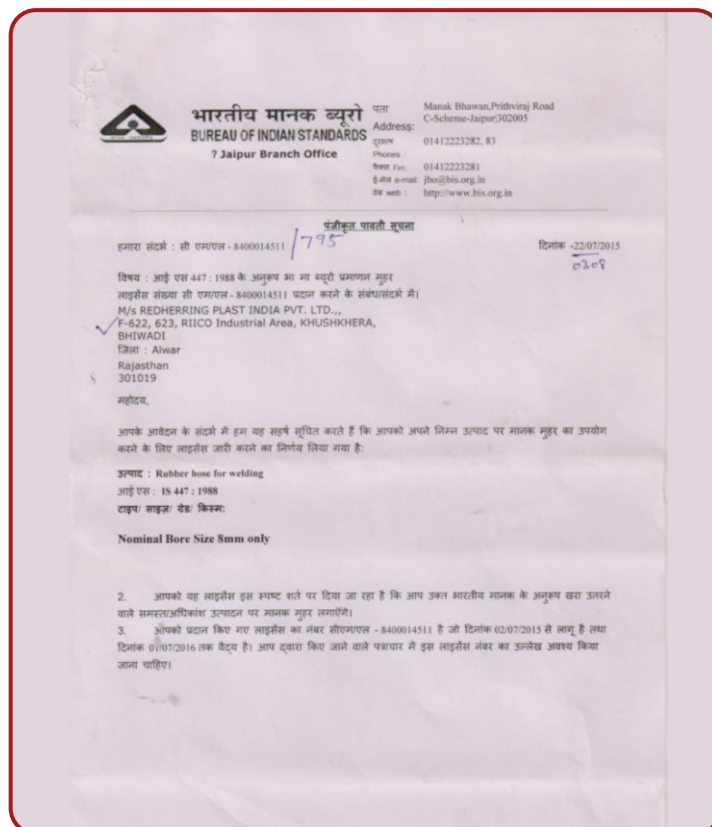 भारतीय मानक ब्यूरो
BUREAU OF INDIAN STANDARDS
? Jaipur Branch Office
पता
Address:
Manak Bhawan,Prithviraj Road
C-Scheme-Jaipur|302005
दूरभाष
Phones :
01412223282, 83
फैक्स Fax:
01412223281
ई-मेल e-mail:
jbo@bis.org.in
वेब web :
http://www.bis.org.in
पंजीकृत पावती सूचना
हमारा संदर्भ : सी एम/एल - 8400014511 /795
दिनांक -22/07/2015
0308
विषय : आई एस 447 : 1988 के अनुरूप भा मा ब्यूरो प्रमाणन मुहर
लाइसेंस संख्या सी एम/एल - 8400014511 प्रदान करने के संबंध/संदर्भ में।
M/s REDHERRING PLAST INDIA PVT. LTD.,,
F-622, 623, RIICO Industrial Area, KHUSHKHERA,
BHIWADI
जिला : Alwar
Rajasthan
301019
महोदय,
आपके आवेदन के संदर्भ में हम यह सहर्ष सूचित करते हैं कि आपको अपने निम्न उत्पाद पर मानक मुहर का उपयोग
करने के लिए लाइसेंस जारी करने का निर्णय लिया गया है:
उत्पाद : Rubber hose for welding
आई एस : IS 447 : 1988
टाइप/ साइज़/ ग्रेड/ किस्म:
Nominal Bore Size 8mm only
2. आपको यह लाइसेंस इस स्पष्ट शर्त पर दिया जा रहा है कि आप उक्त भारतीय मानक के अनुरूप खरा उतरने
वाले समस्त/अधिकांश उत्पादन पर मानक मुहर लगाएँगे।
3. आपको प्रदान किए गए लाइसेंस का नंबर सीएम/एल - 8400014511 है जो दिनांक 02/07/2015 से लागू है तथा
दिनांक 01/07/2016 तक वैद्य है। आप द्वारा किए जाने वाले पत्राचार में इस लाइसेंस नंबर का उल्लेख अवश्य किया
जाना चाहिए।